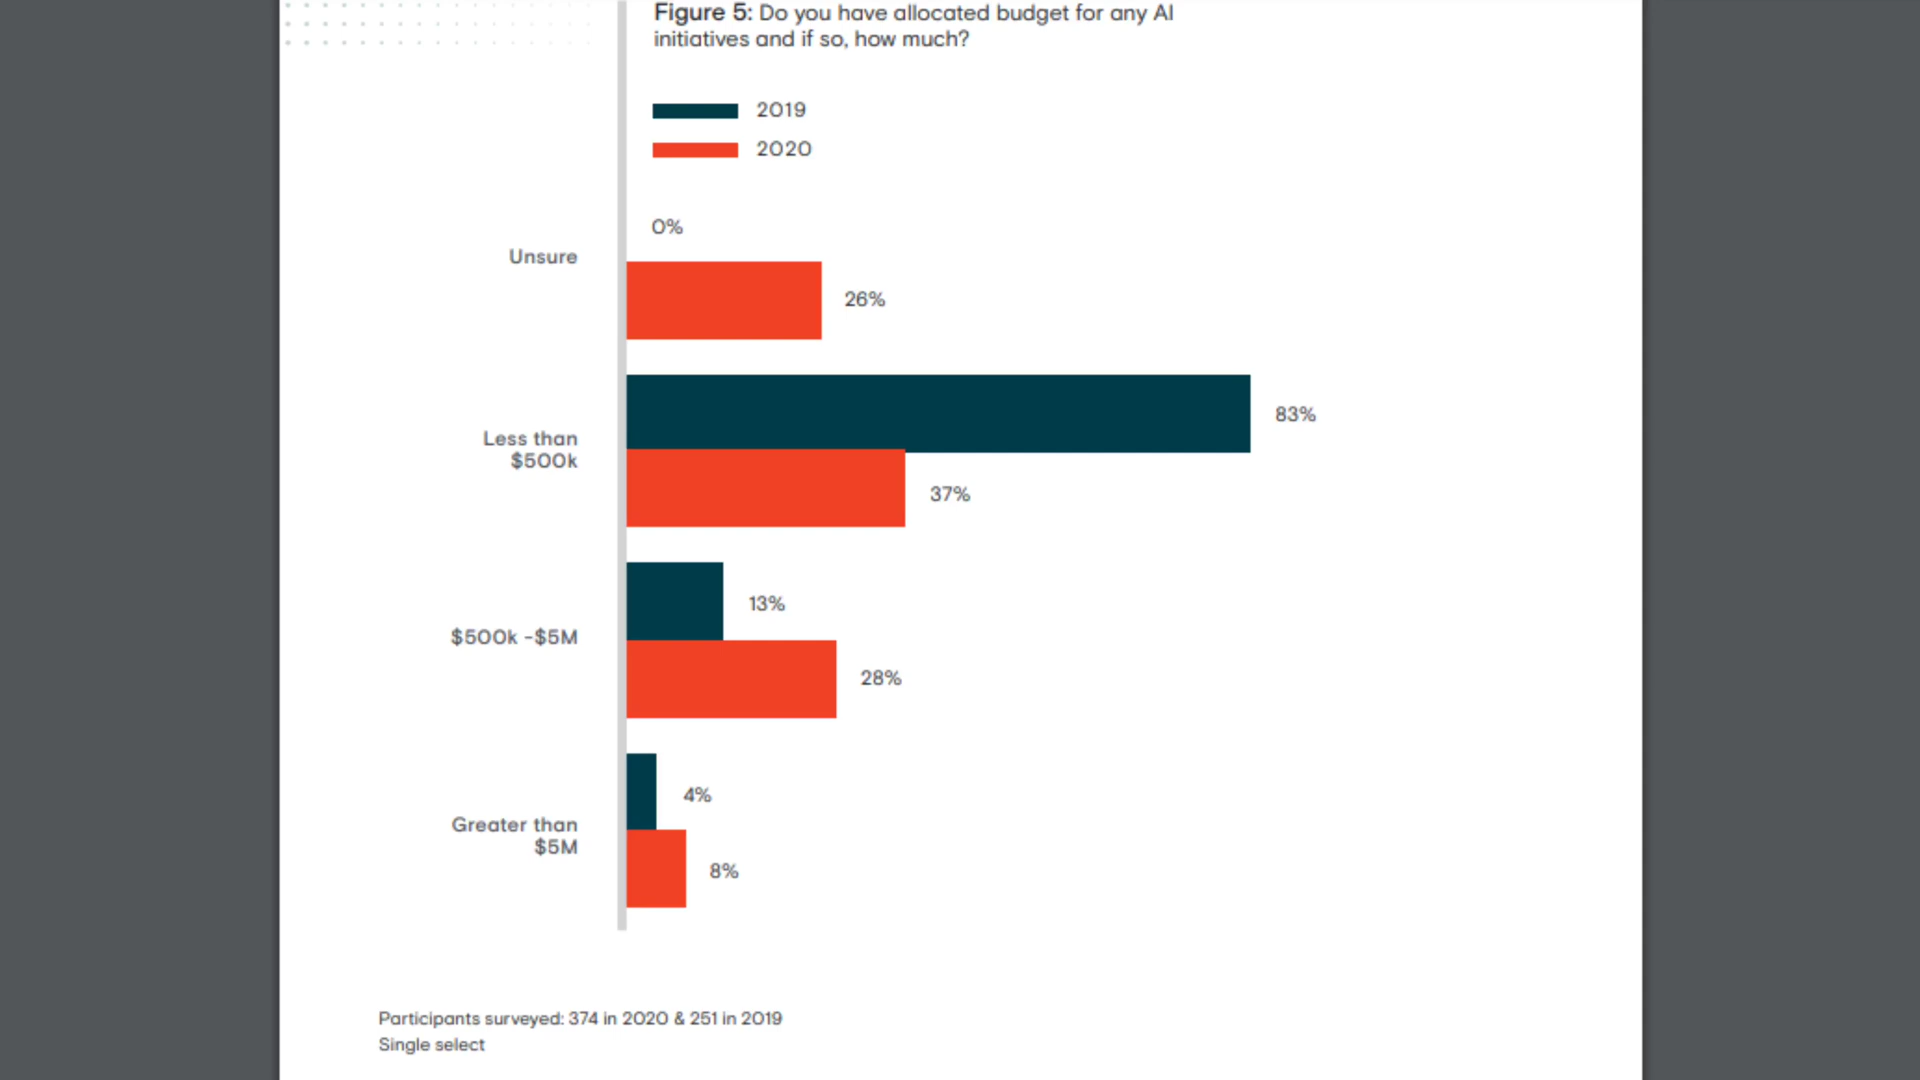 Figure 5: Do you have allocated budget for any AI
initiatives and if so, how much?
2019
2020
Unsure
0%
26%
Less than
$500k
83%
37%
$500k -$5M
13%
28%
Greater than
$5M
4%
8%
Participants surveyed: 374 in 2020 & 251 in 2019
Single select